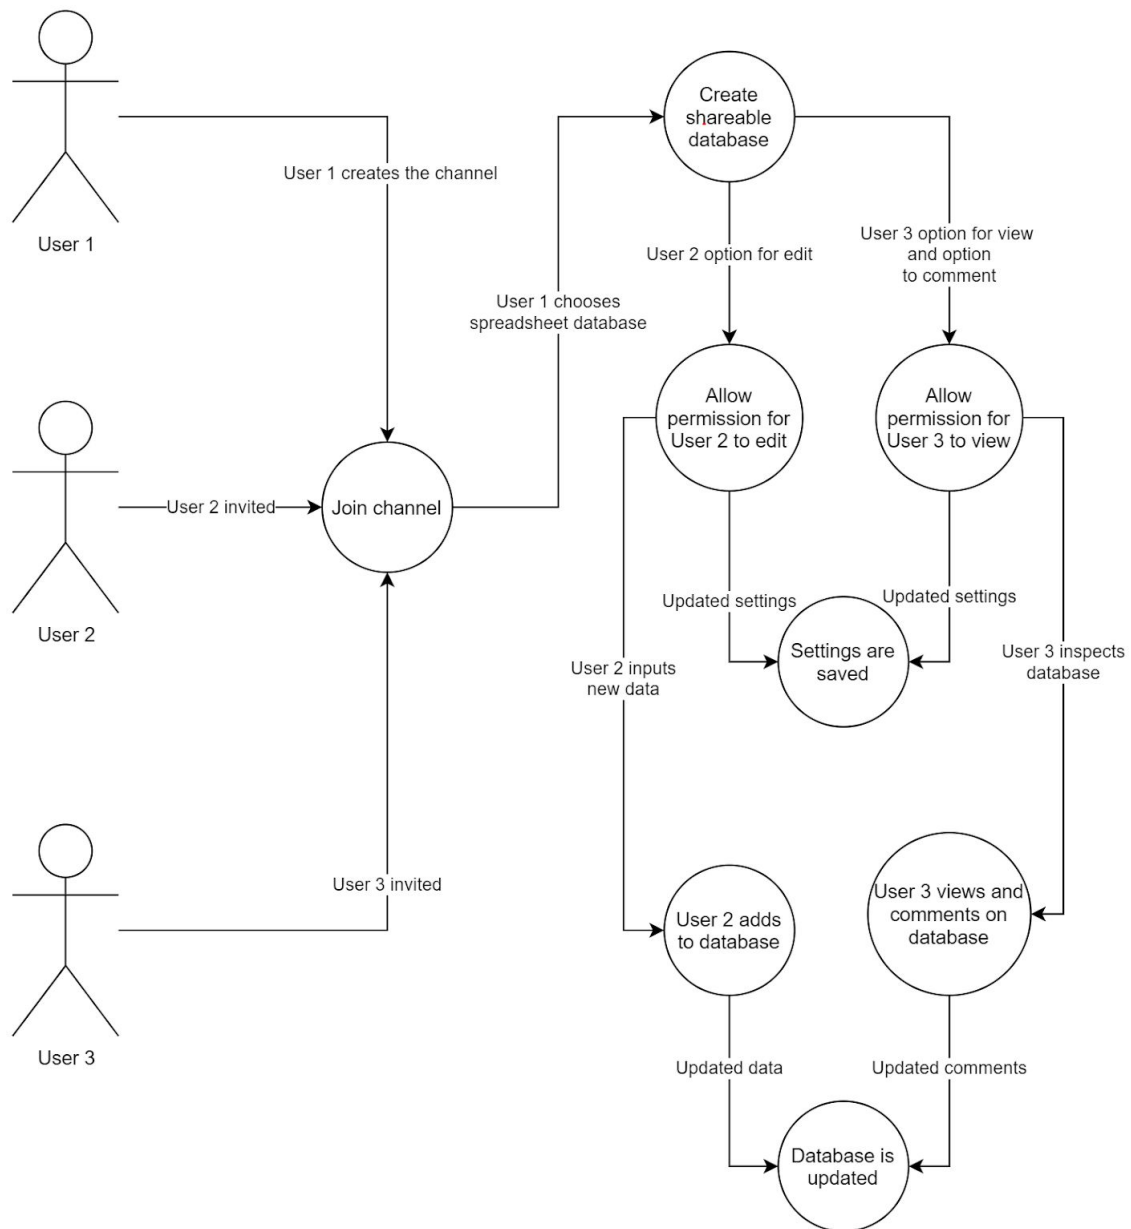 Create
shareable
database
User 1 creates the channel
User 1
User 2 option for edit
User 3 option for view
and option
to comment
User 1 chooses
spreadsheet database
Allow
permission for
User 2 to edit
Allow
permission for
User 3 to view
User 2 invited
Join channel
User 2
Updated settings
Updated settings
Settings are
saved
User 2 inputs
new data
User 3 inspects
database
User 3 invited
User 3
User 2 adds
to database
User 3 views and
comments on
database
Updated data
Updated comments
Database is
updated